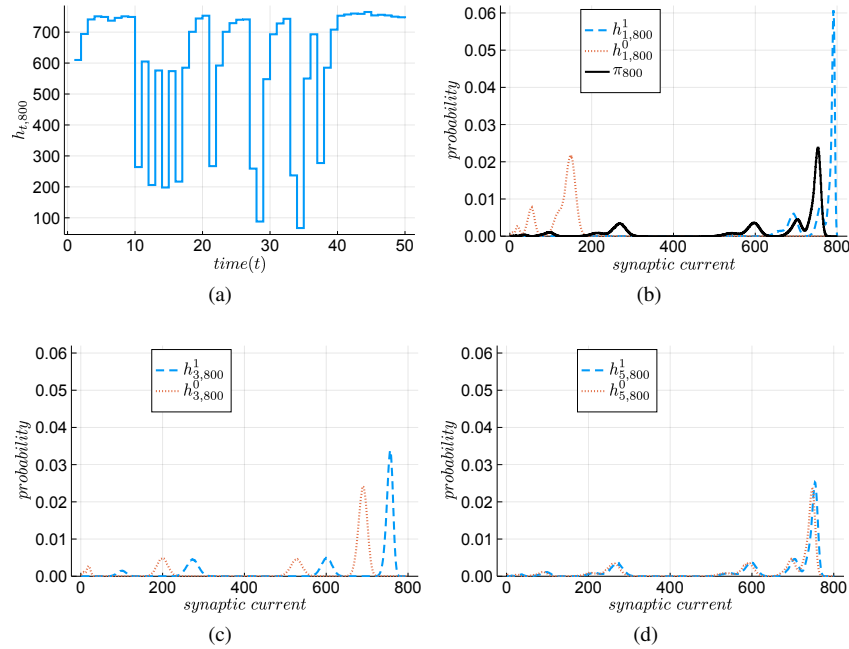 700
600
500
400
300
200
100
h_{t,800}
0 10 20 30 40 50
time(t)
(a)
0.06
0.05
0.04
0.03
0.02
0.01
0.00
probability
h^1_{1,800}
h^0_{1,800}
π_{800}
0 200 400 600 800
synaptic current
(b)
0.06
0.05
0.04
0.03
0.02
0.01
0.00
probability
h^1_{3,800}
h^0_{3,800}
0 200 400 600 800
synaptic current
(c)
0.06
0.05
0.04
0.03
0.02
0.01
0.00
probability
h^1_{5,800}
h^0_{5,800}
0 200 400 600 800
synaptic current
(d)